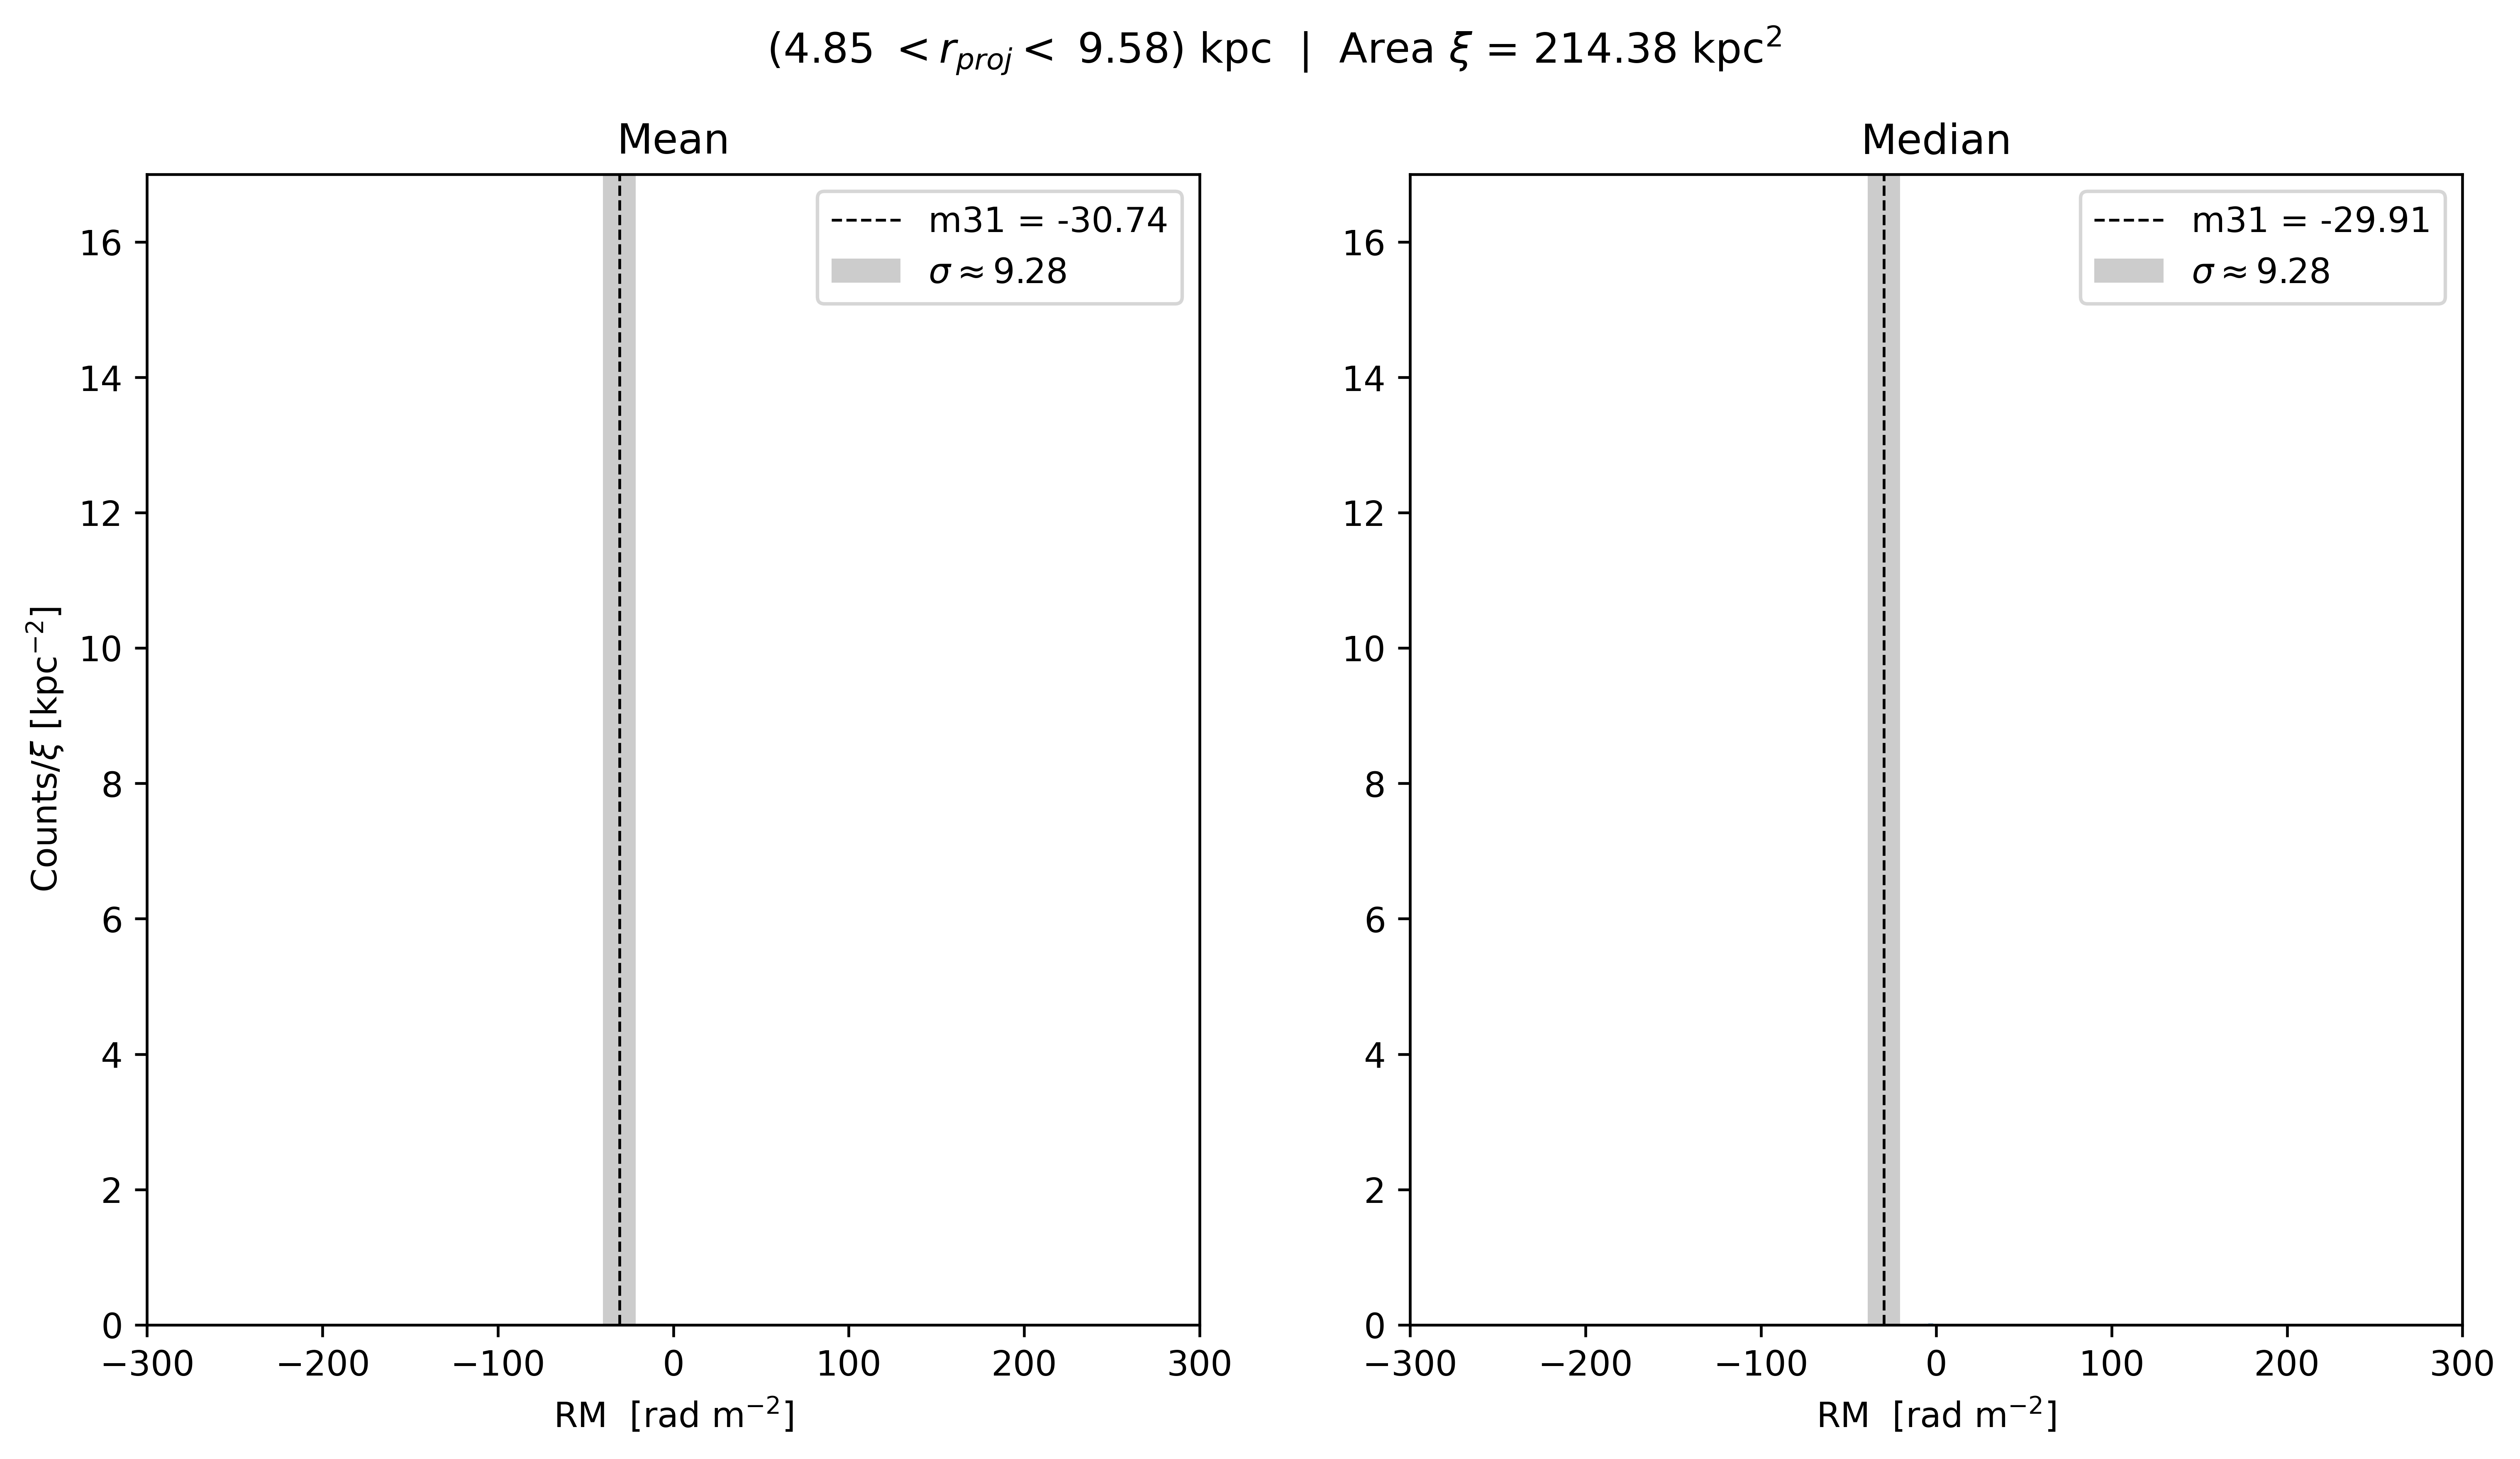 (4.85 < r_proj < 9.58) kpc | Area ξ = 214.38 kpc²
Mean
m31 = -30.74
σ ≈ 9.28
16
14
12
10
8
6
4
2
0
Counts/ξ [kpc⁻²]
−300 −200 −100 0 100 200 300
RM [rad m⁻²]
Median
m31 = -29.91
σ ≈ 9.28
16
14
12
10
8
6
4
2
0
−300 −200 −100 0 100 200 300
RM [rad m⁻²]